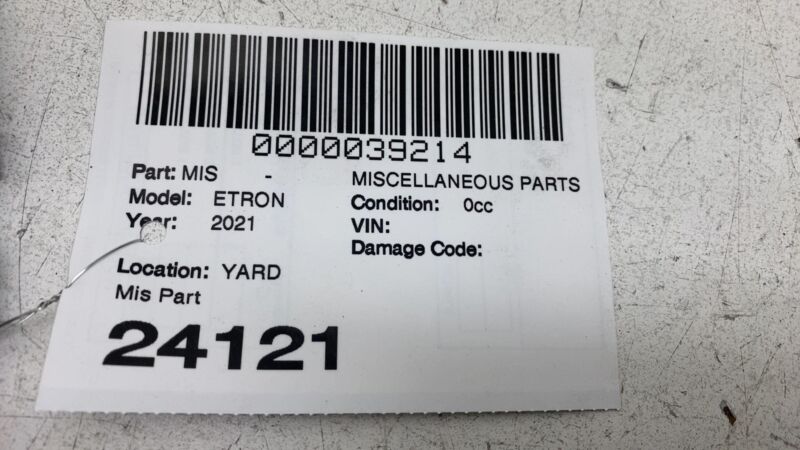 0000039214
Part: MIS - MISCELLANEOUS PARTS
Model: ETRON Condition: 0cc
Year: 2021 VIN:
Damage Code:
Location: YARD
Mis Part
24121